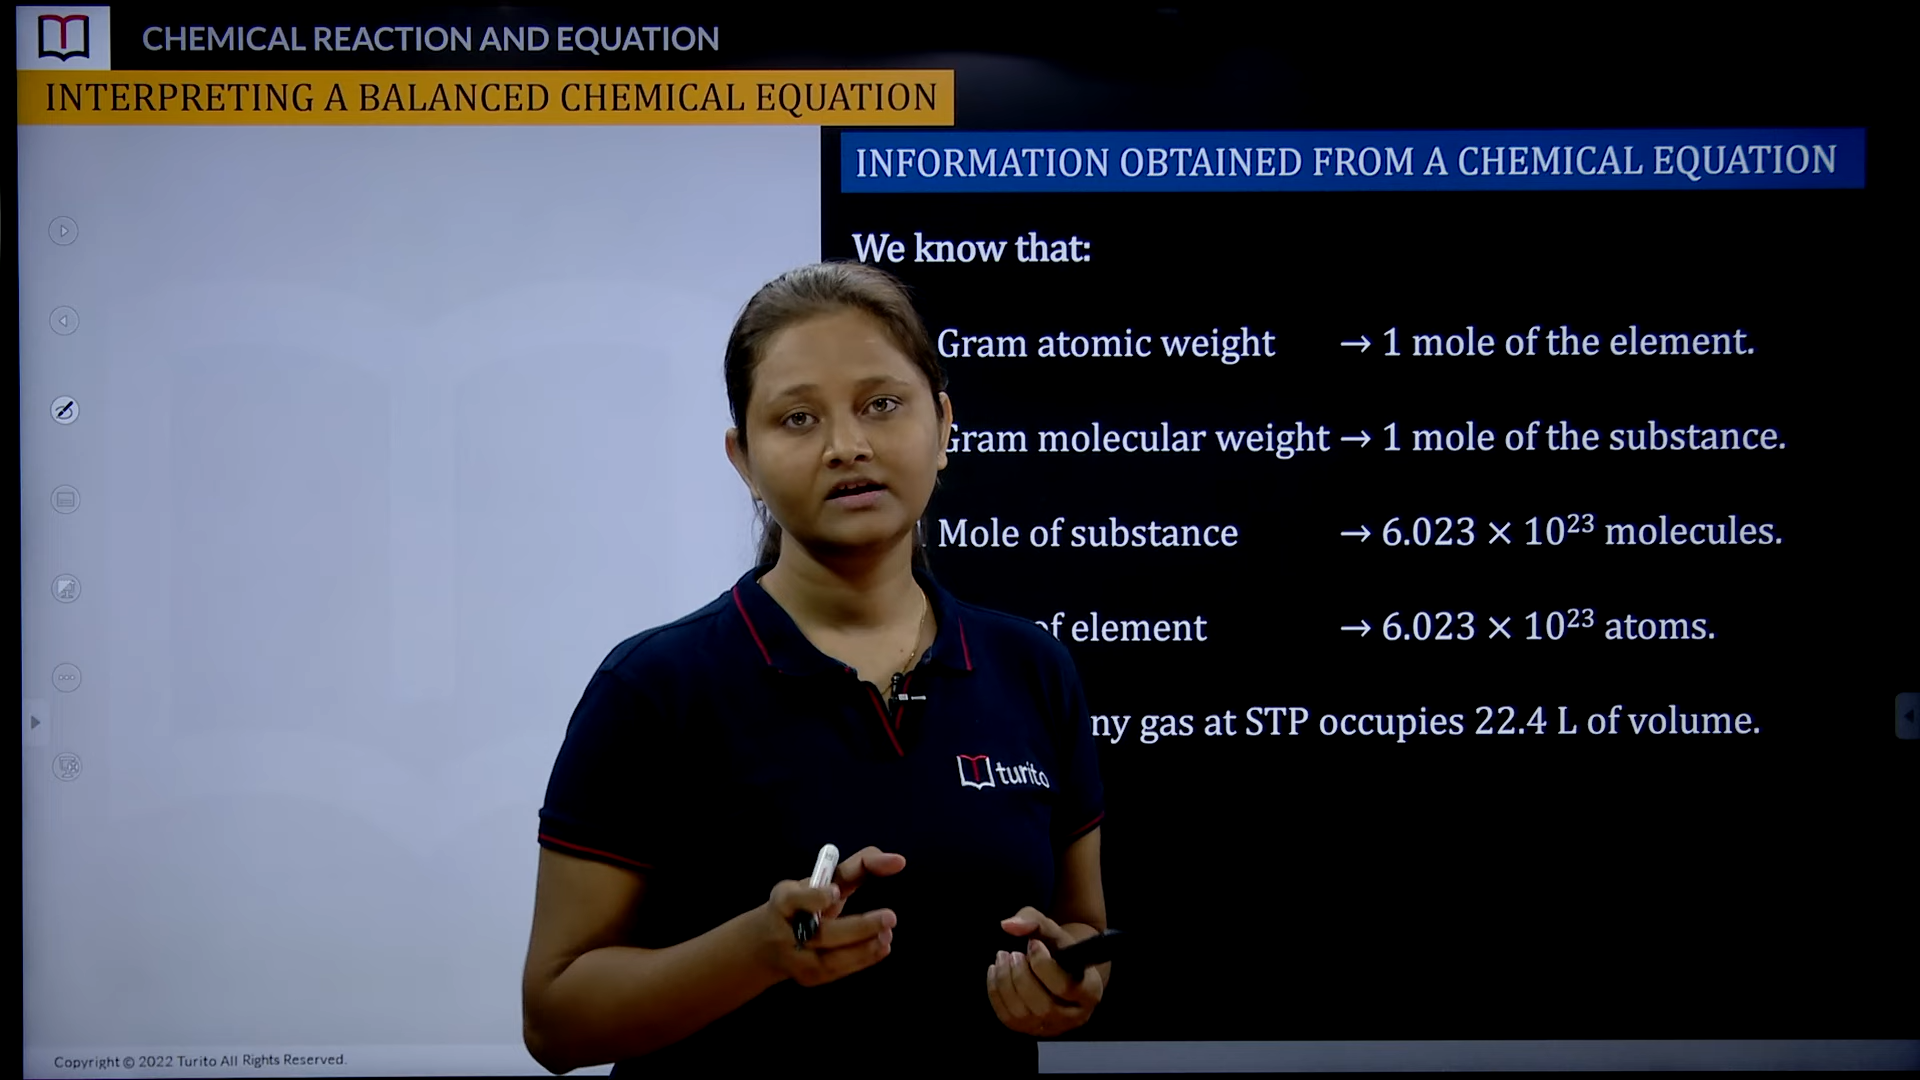 CHEMICAL REACTION AND EQUATION
INTERPRETING A BALANCED CHEMICAL EQUATION
INFORMATION OBTAINED FROM A CHEMICAL EQUATION
We know that:
Gram atomic weight → 1 mole of the element.
Gram molecular weight → 1 mole of the substance.
Mole of substance → 6.023 × 10²³ molecules.
of element → 6.023 × 10²³ atoms.
gas at STP occupies 22.4 L of volume.
turito
Copyright © 2022 Turito All Rights Reserved.